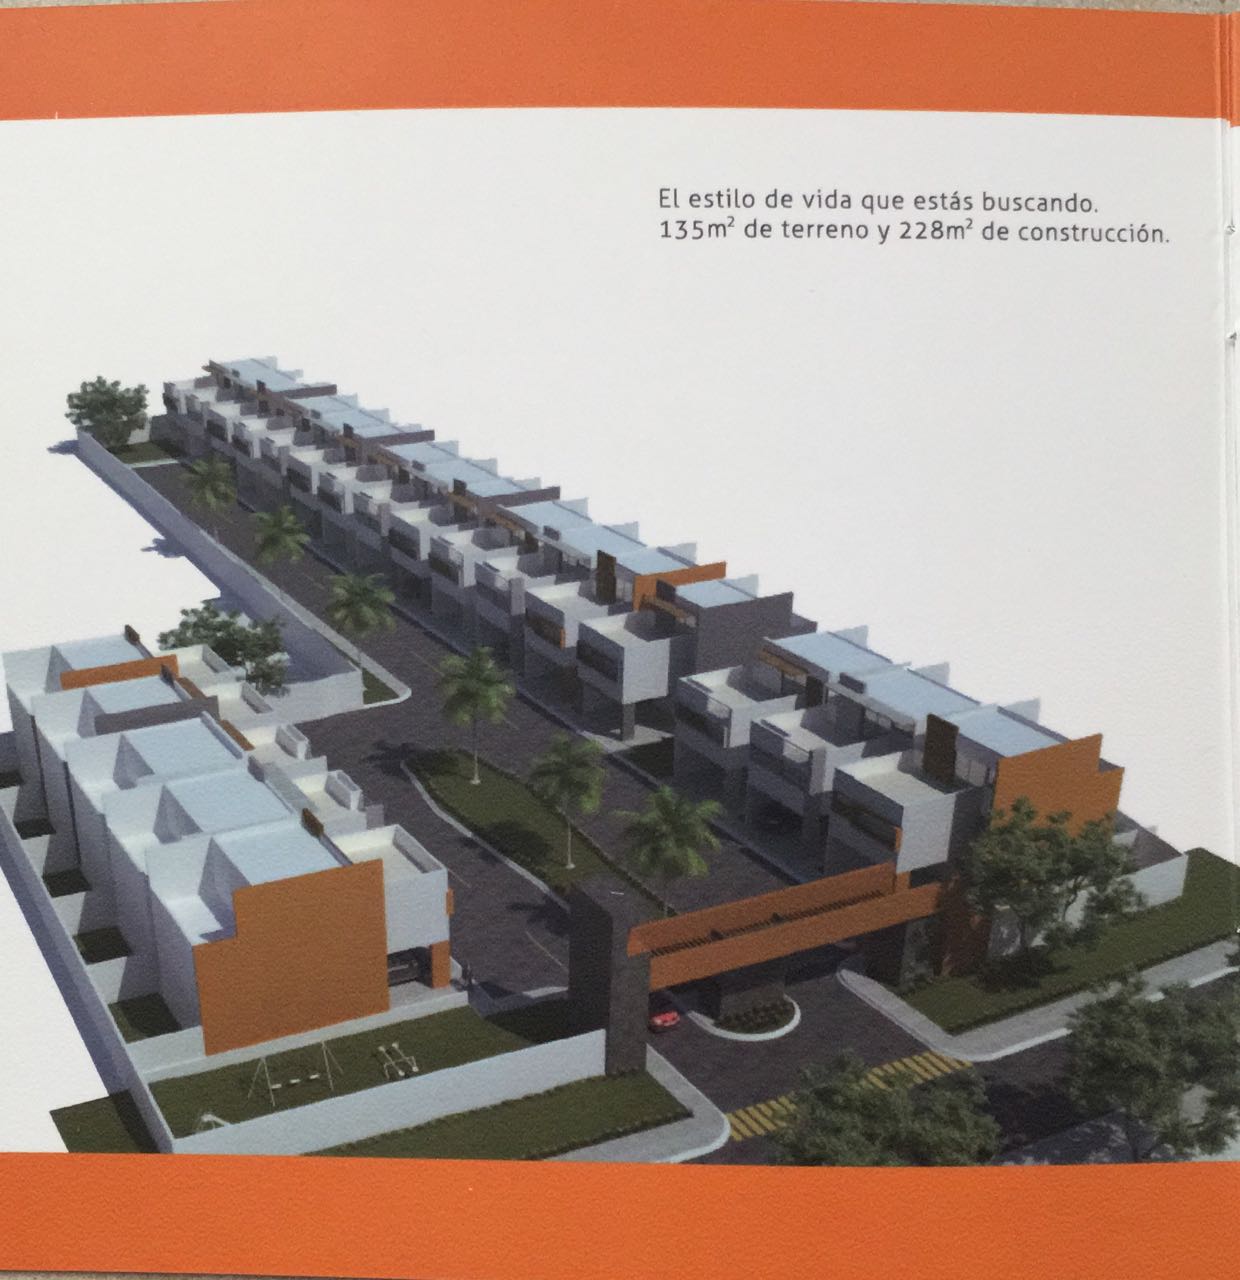 El estilo de vida que estás buscando.
135m² de terreno y 228m² de construcción.